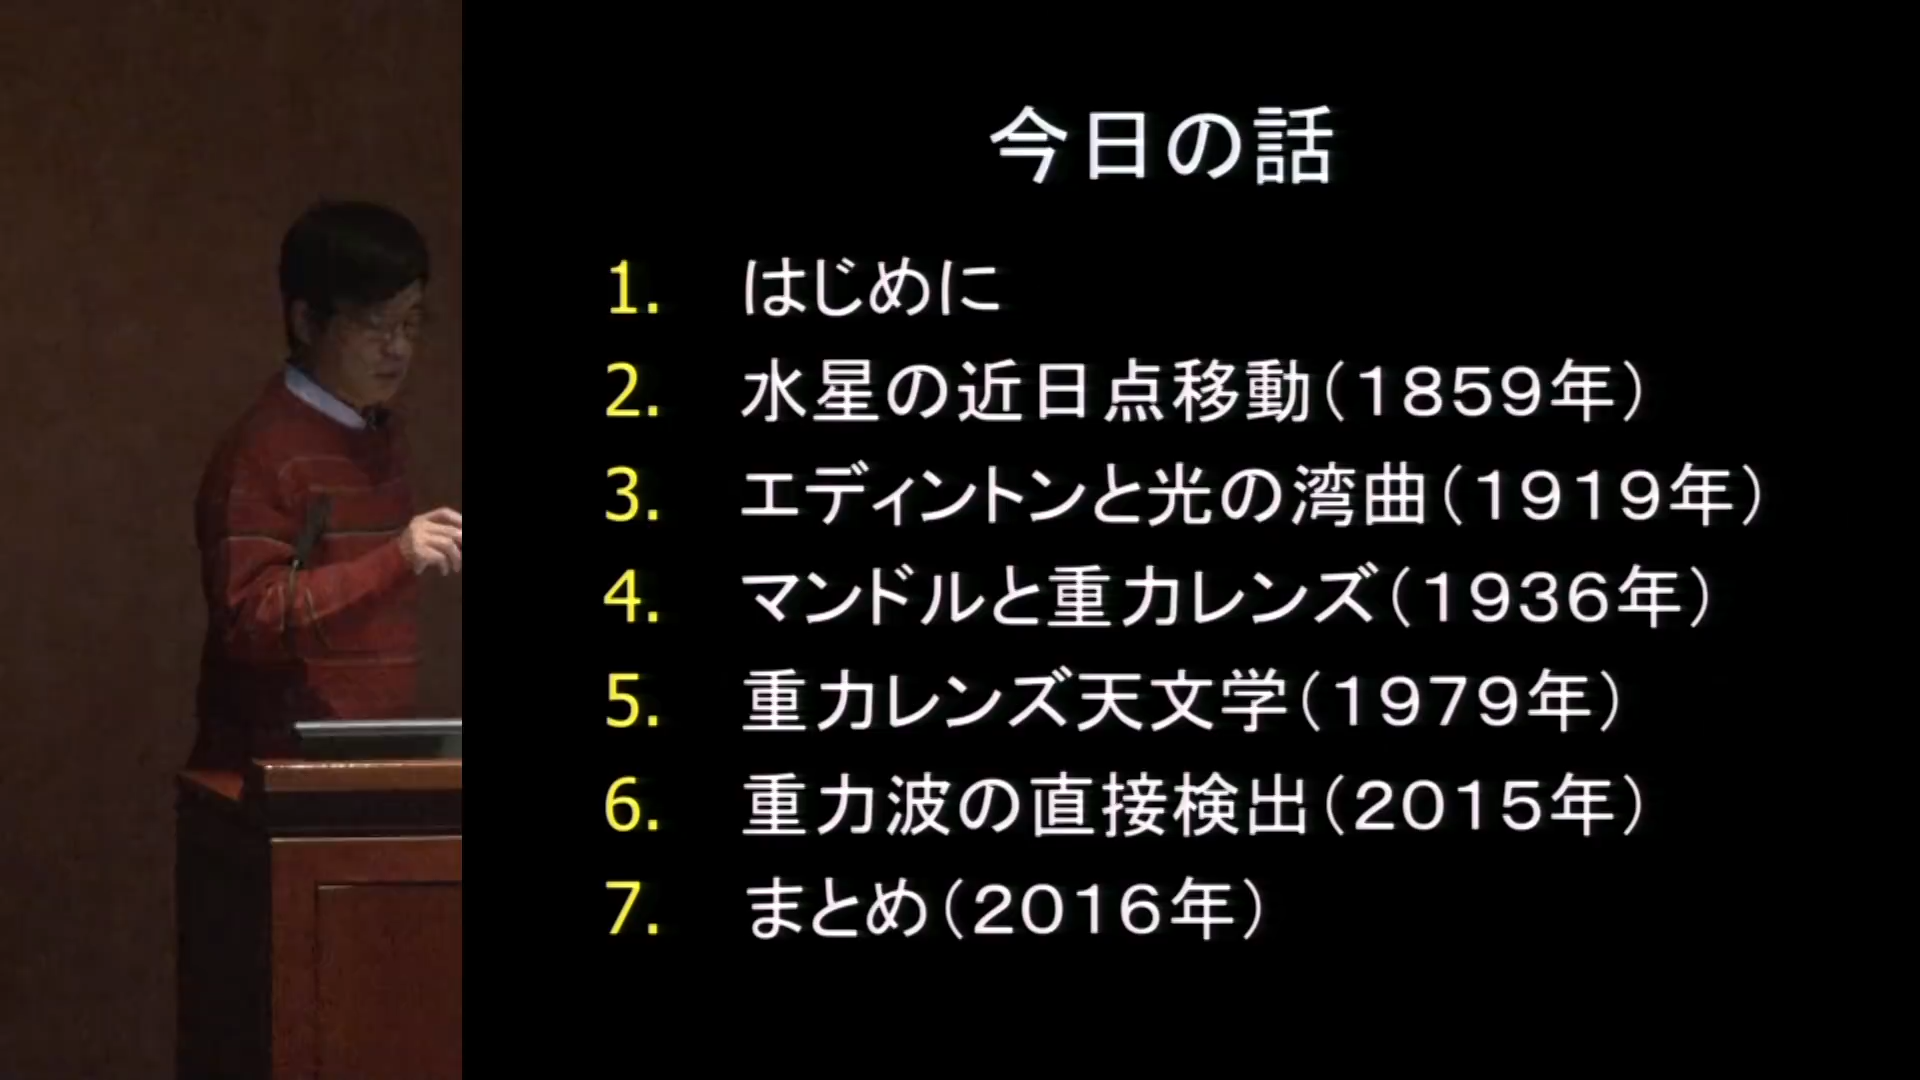 今日の話
1. はじめに
2. 水星の近日点移動(1859年)
3. エディントンと光の湾曲(1919年)
4. マンドルと重力レンズ(1936年)
5. 重力レンズ天文学(1979年)
6. 重力波の直接検出(2015年)
7. まとめ(2016年)